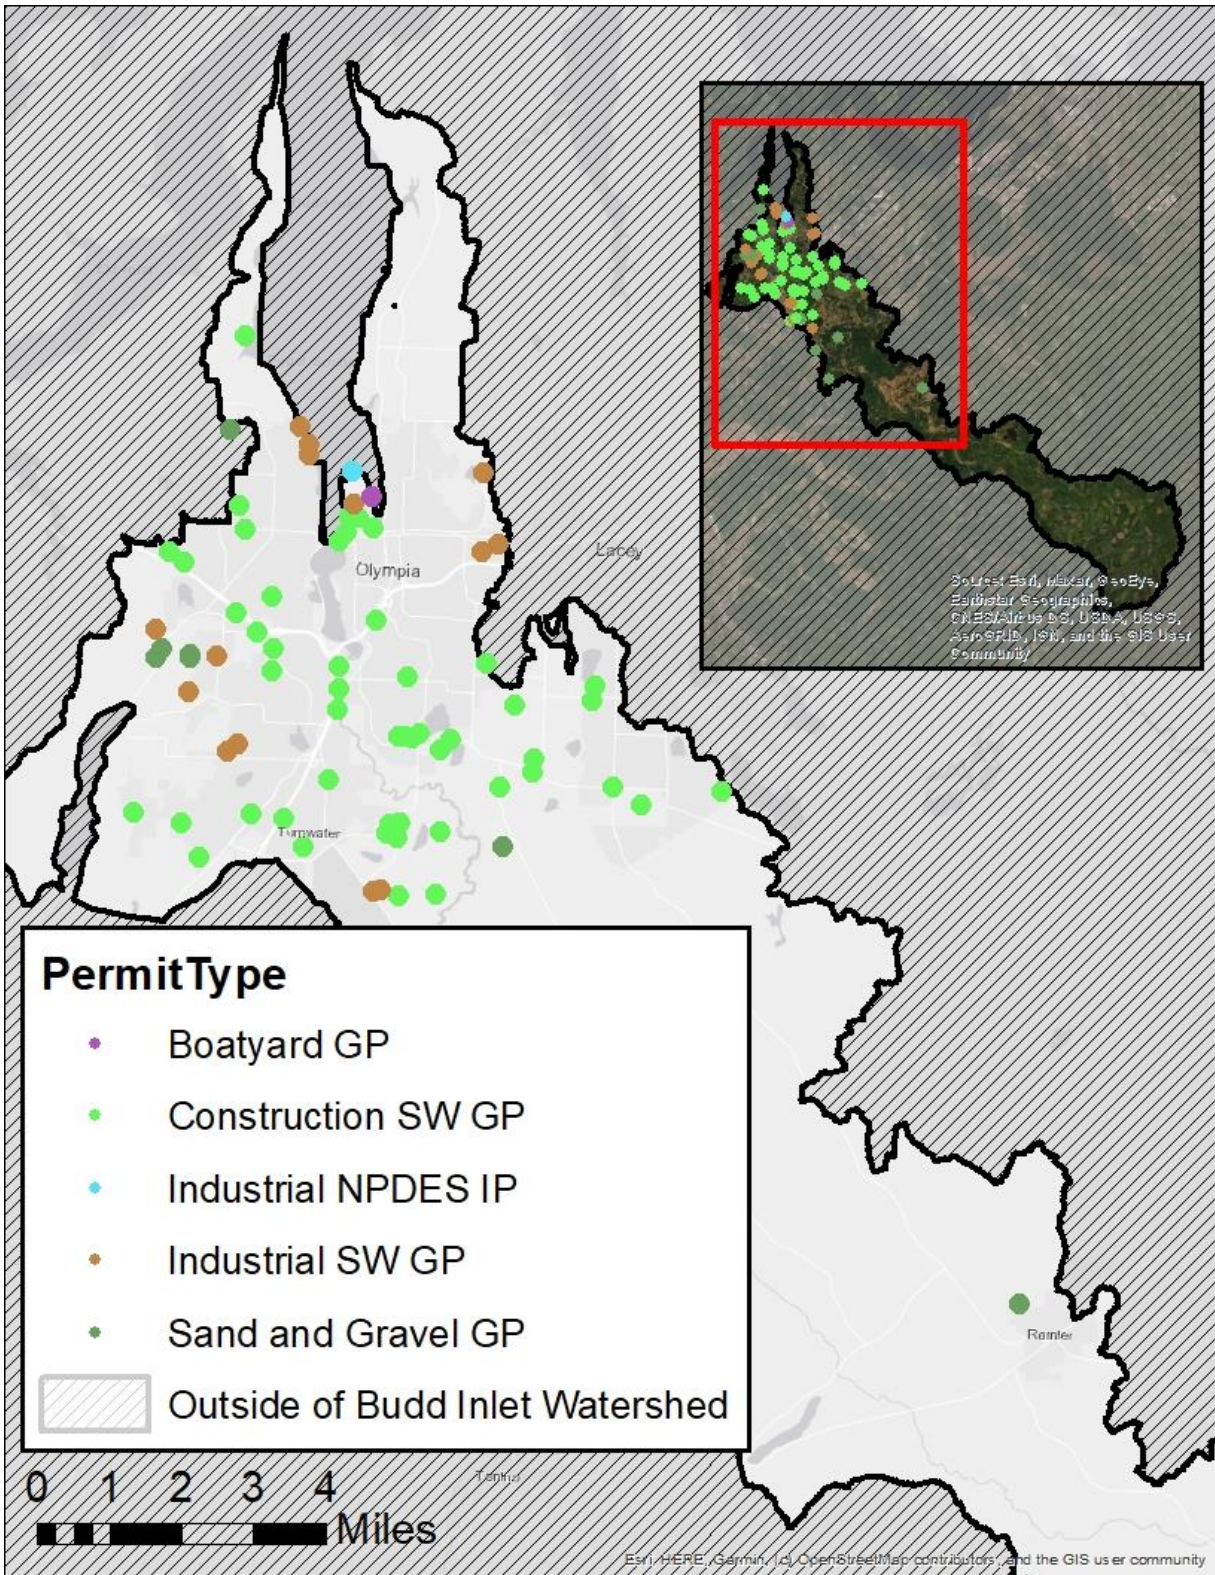 Olympia
Lacey
Tumwater
Source: Esri, Maxar, GeoEye,
Earthstar Geographics,
CNES/Airbus DS, USDA, USGS,
AeroGRID, IGN, and the GIS User
Community
PermitType
Boatyard GP
Construction SW GP
Industrial NPDES IP
Industrial SW GP
Sand and Gravel GP
Outside of Budd Inlet Watershed
Rainier
0 1 2 3 4
Miles
Esri, HERE, Garmin, (c) OpenStreetMap contributors, and the GIS user community